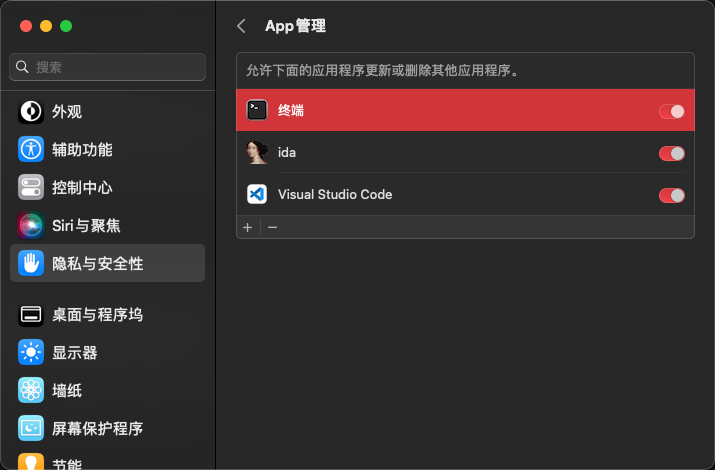 搜索
外观
辅助功能
控制中心
Siri与聚焦
隐私与安全性
桌面与程序坞
显示器
墙纸
屏幕保护程序
节能
App管理
允许下面的应用程序更新或删除其他应用程序。
终端
ida
Visual Studio Code